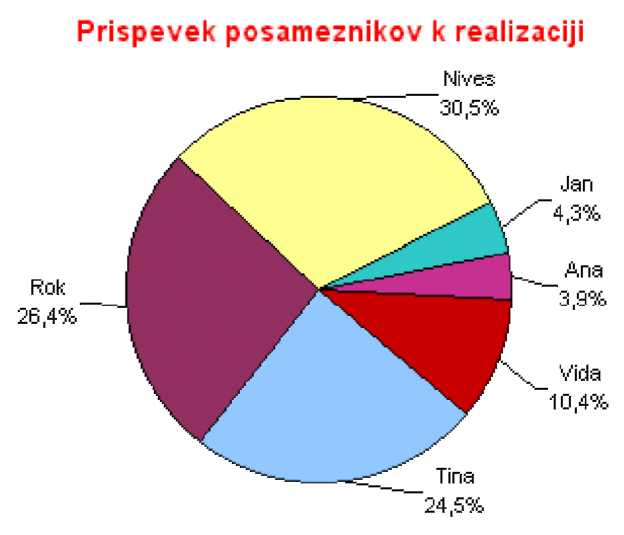 Prispevek posameznikov k realizaciji
Nives
30,5%
Jan
4,3%
Ana
3,9%
Vida
10,4%
Tina
24,5%
Rok
26,4%